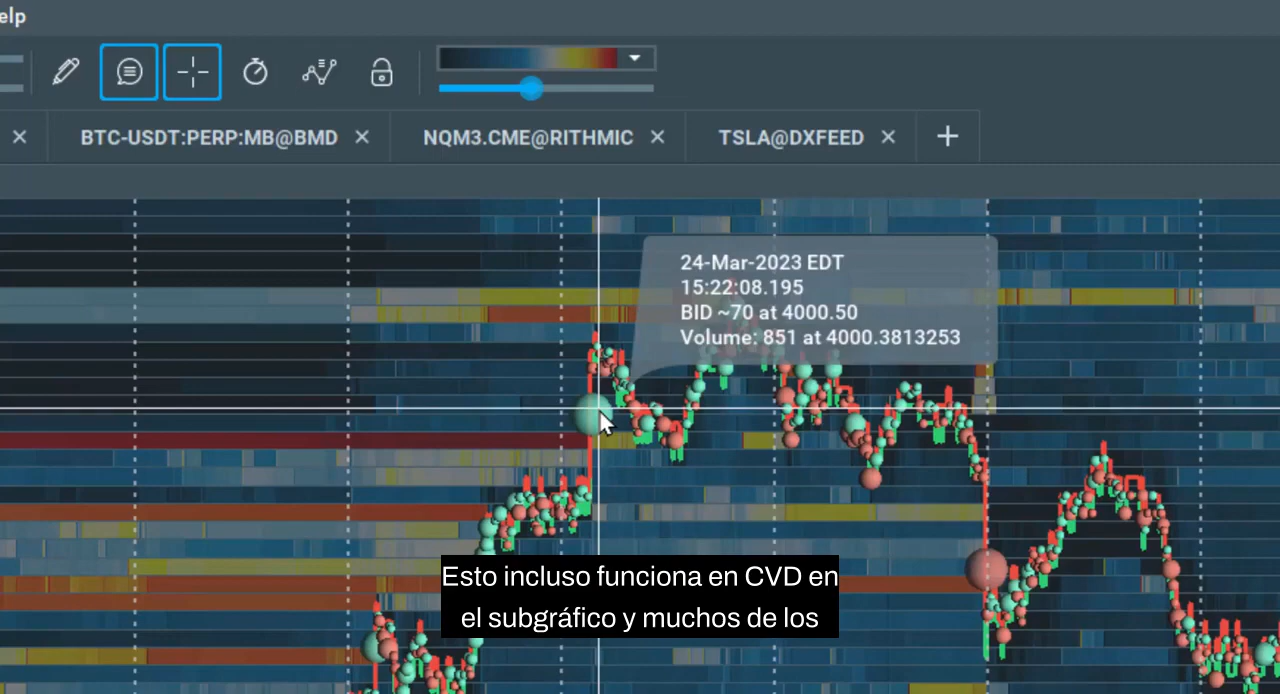 elp
BTC-USDT:PERP:MB@BMD
NQM3.CME@RITHMIC
TSLA@DXFEED
24-Mar-2023 EDT
15:22:08.195
BID ~70 at 4000.50
Volume: 851 at 4000.3813253
Esto incluso funciona en CVD en
el subgráfico y muchos de los